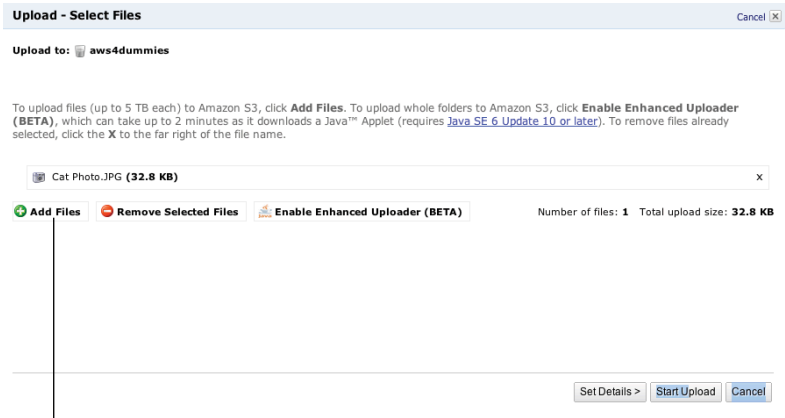 Upload - Select Files Cancel X
Upload to: aws4dummies
To upload files (up to 5 TB each) to Amazon S3, click Add Files. To upload whole folders to Amazon S3, click Enable Enhanced Uploader
(BETA), which can take up to 2 minutes as it downloads a Java™ Applet (requires Java SE 6 Update 10 or later). To remove files already
selected, click the X to the far right of the file name.
Cat Photo.JPG (32.8 KB) x
Add Files Remove Selected Files Enable Enhanced Uploader (BETA) Number of files: 1 Total upload size: 32.8 KB
Set Details > Start Upload Cancel